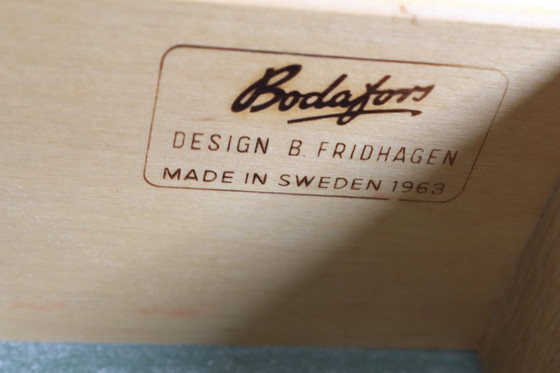 Bodafors
DESIGN B. FRIDHAGEN
MADE IN SWEDEN 1963